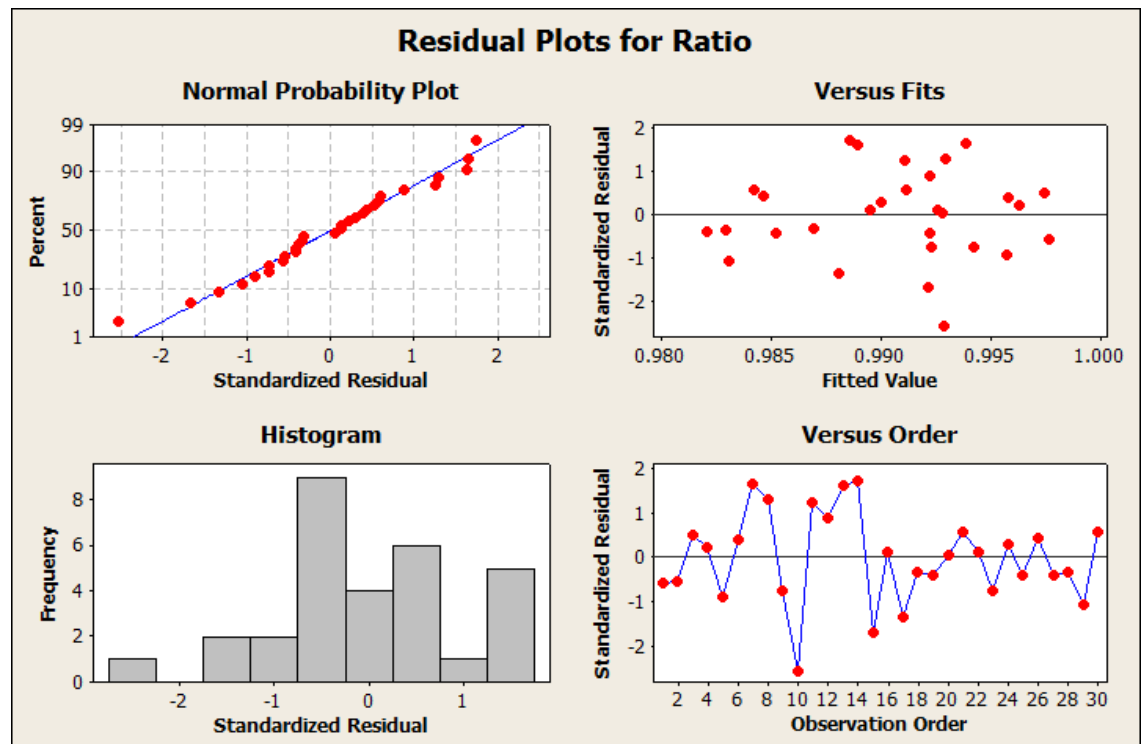 Residual Plots for Ratio
Normal Probability Plot
99
90
50
10
1
Percent
-2 -1 0 1 2
Standardized Residual
Versus Fits
2
1
0
-1
-2
Standardized Residual
0.980 0.985 0.990 0.995 1.000
Fitted Value
Histogram
8
6
4
2
0
Frequency
-2 -1 0 1
Standardized Residual
Versus Order
2
1
0
-1
-2
Standardized Residual
2 4 6 8 10 12 14 16 18 20 22 24 26 28 30
Observation Order